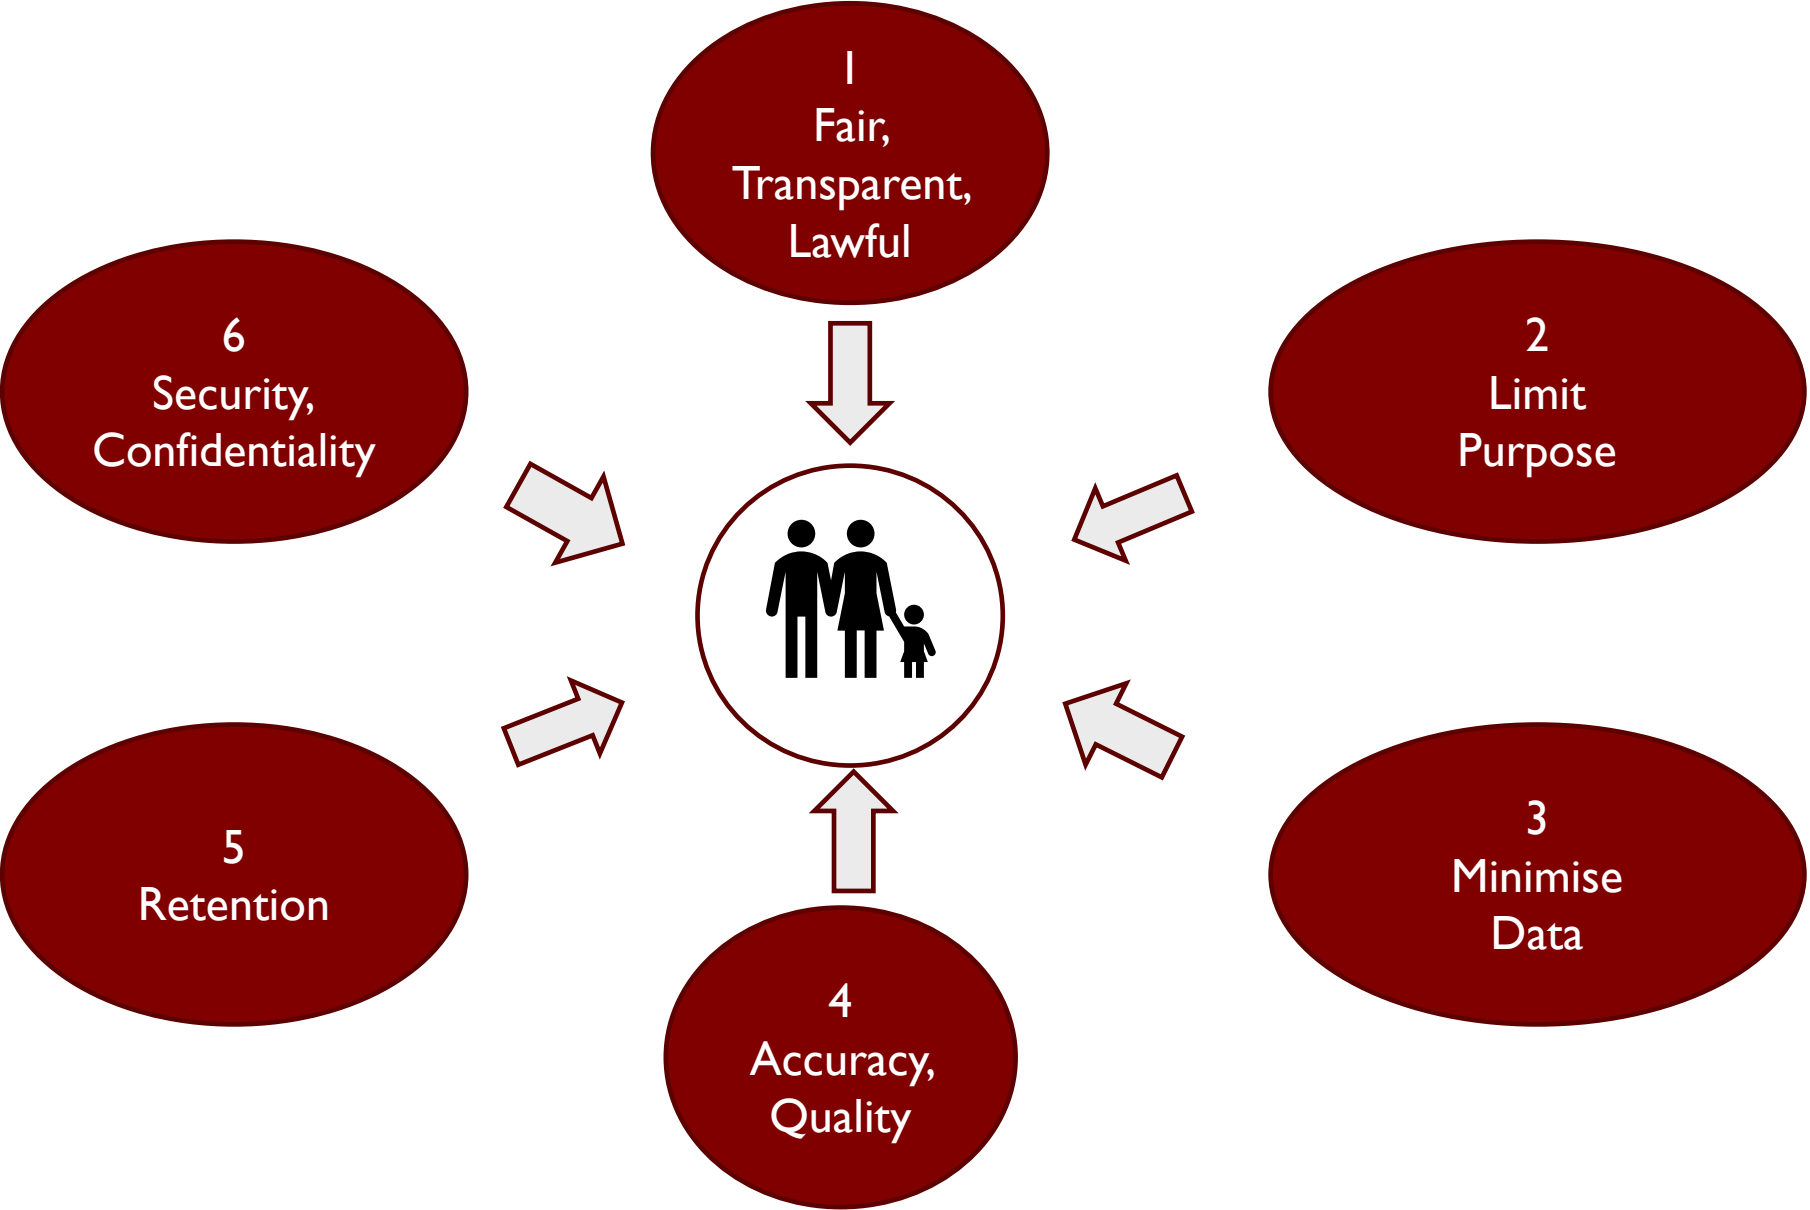 1
Fair,
Transparent,
Lawful
2
Limit
Purpose
3
Minimise
Data
4
Accuracy,
Quality
5
Retention
6
Security,
Confidentiality